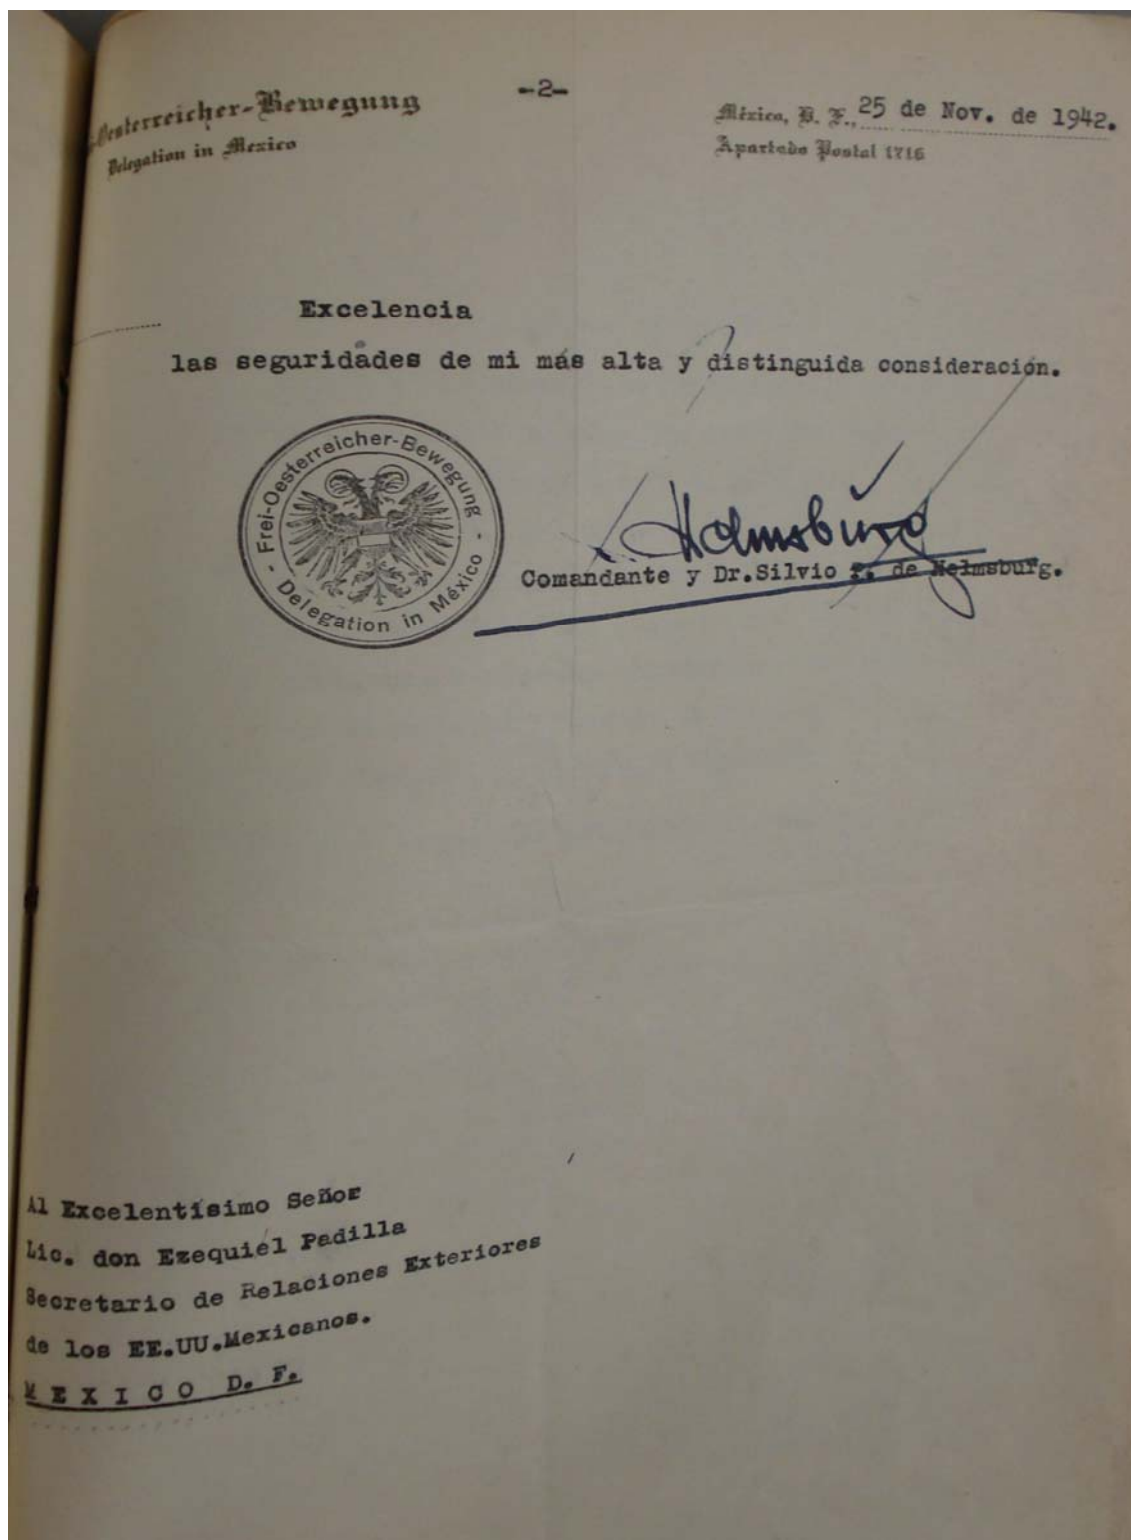 -Oesterreicher-Bewegung
Delegation in Mexico
-2-
México, D. F., 25 de Nov. de 1942.
Apartado Postal 1716
Excelencia
las seguridades de mi más alta y distinguida consideración.
- Frei-Oesterreicher-Bewegung -
Delegation in México
Helmsburg
Comandante y Dr.Silvio P. de Helmsburg.
Al Excelentísimo Señor
Lic. don Ezequiel Padilla
Secretario de Relaciones Exteriores
de los EE.UU.Mexicanos.
M E X I C O  D. F.